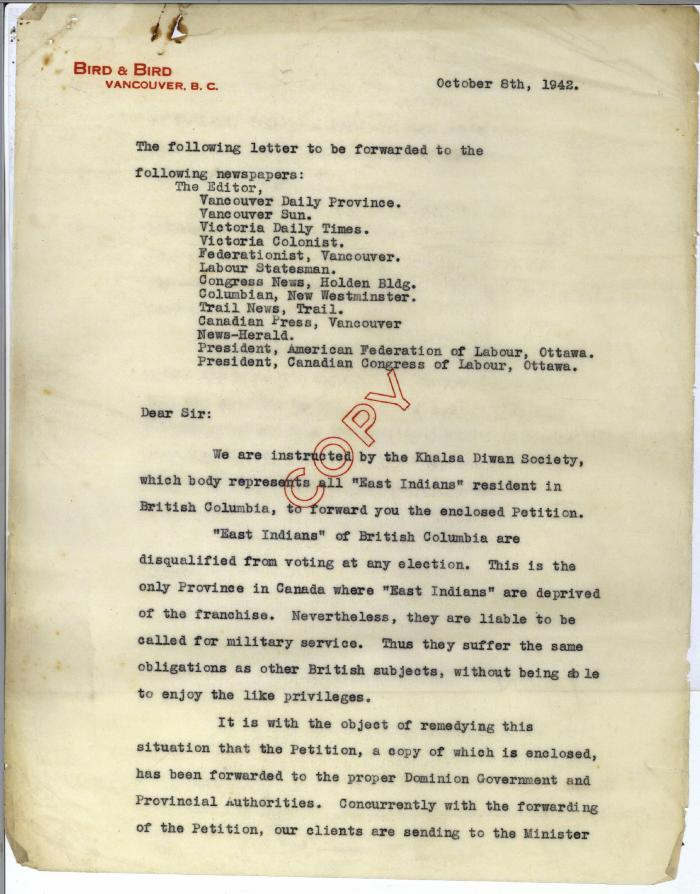 BIRD & BIRD
VANCOUVER, B. C.
October 8th, 1942.
The following letter to be forwarded to the
following newspapers:
The Editor,
Vancouver Daily Province.
Vancouver Sun.
Victoria Daily Times.
Victoria Colonist.
Federationist, Vancouver.
Labour Statesman.
Congress News, Holden Bldg.
Columbian, New Westminster.
Trail News, Trail.
Canadian Press, Vancouver
News-Herald.
President, American Federation of Labour, Ottawa.
President, Canadian Congress of Labour, Ottawa.
COPY
Dear Sir:
We are instructed by the Khalsa Diwan Society,
which body represents all "East Indians" resident in
British Columbia, to forward you the enclosed Petition.
"East Indians" of British Columbia are
disqualified from voting at any election. This is the
only Province in Canada where "East Indians" are deprived
of the franchise. Nevertheless, they are liable to be
called for military service. Thus they suffer the same
obligations as other British subjects, without being able
to enjoy the like privileges.
It is with the object of remedying this
situation that the Petition, a copy of which is enclosed,
has been forwarded to the proper Dominion Government and
Provincial Authorities. Concurrently with the forwarding
of the Petition, our clients are sending to the Minister